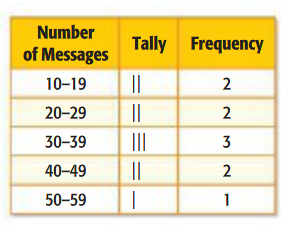 Number of Messages Tally Frequency
10–19 || 2
20–29 || 2
30–39 ||| 3
40–49 || 2
50–59 | 1